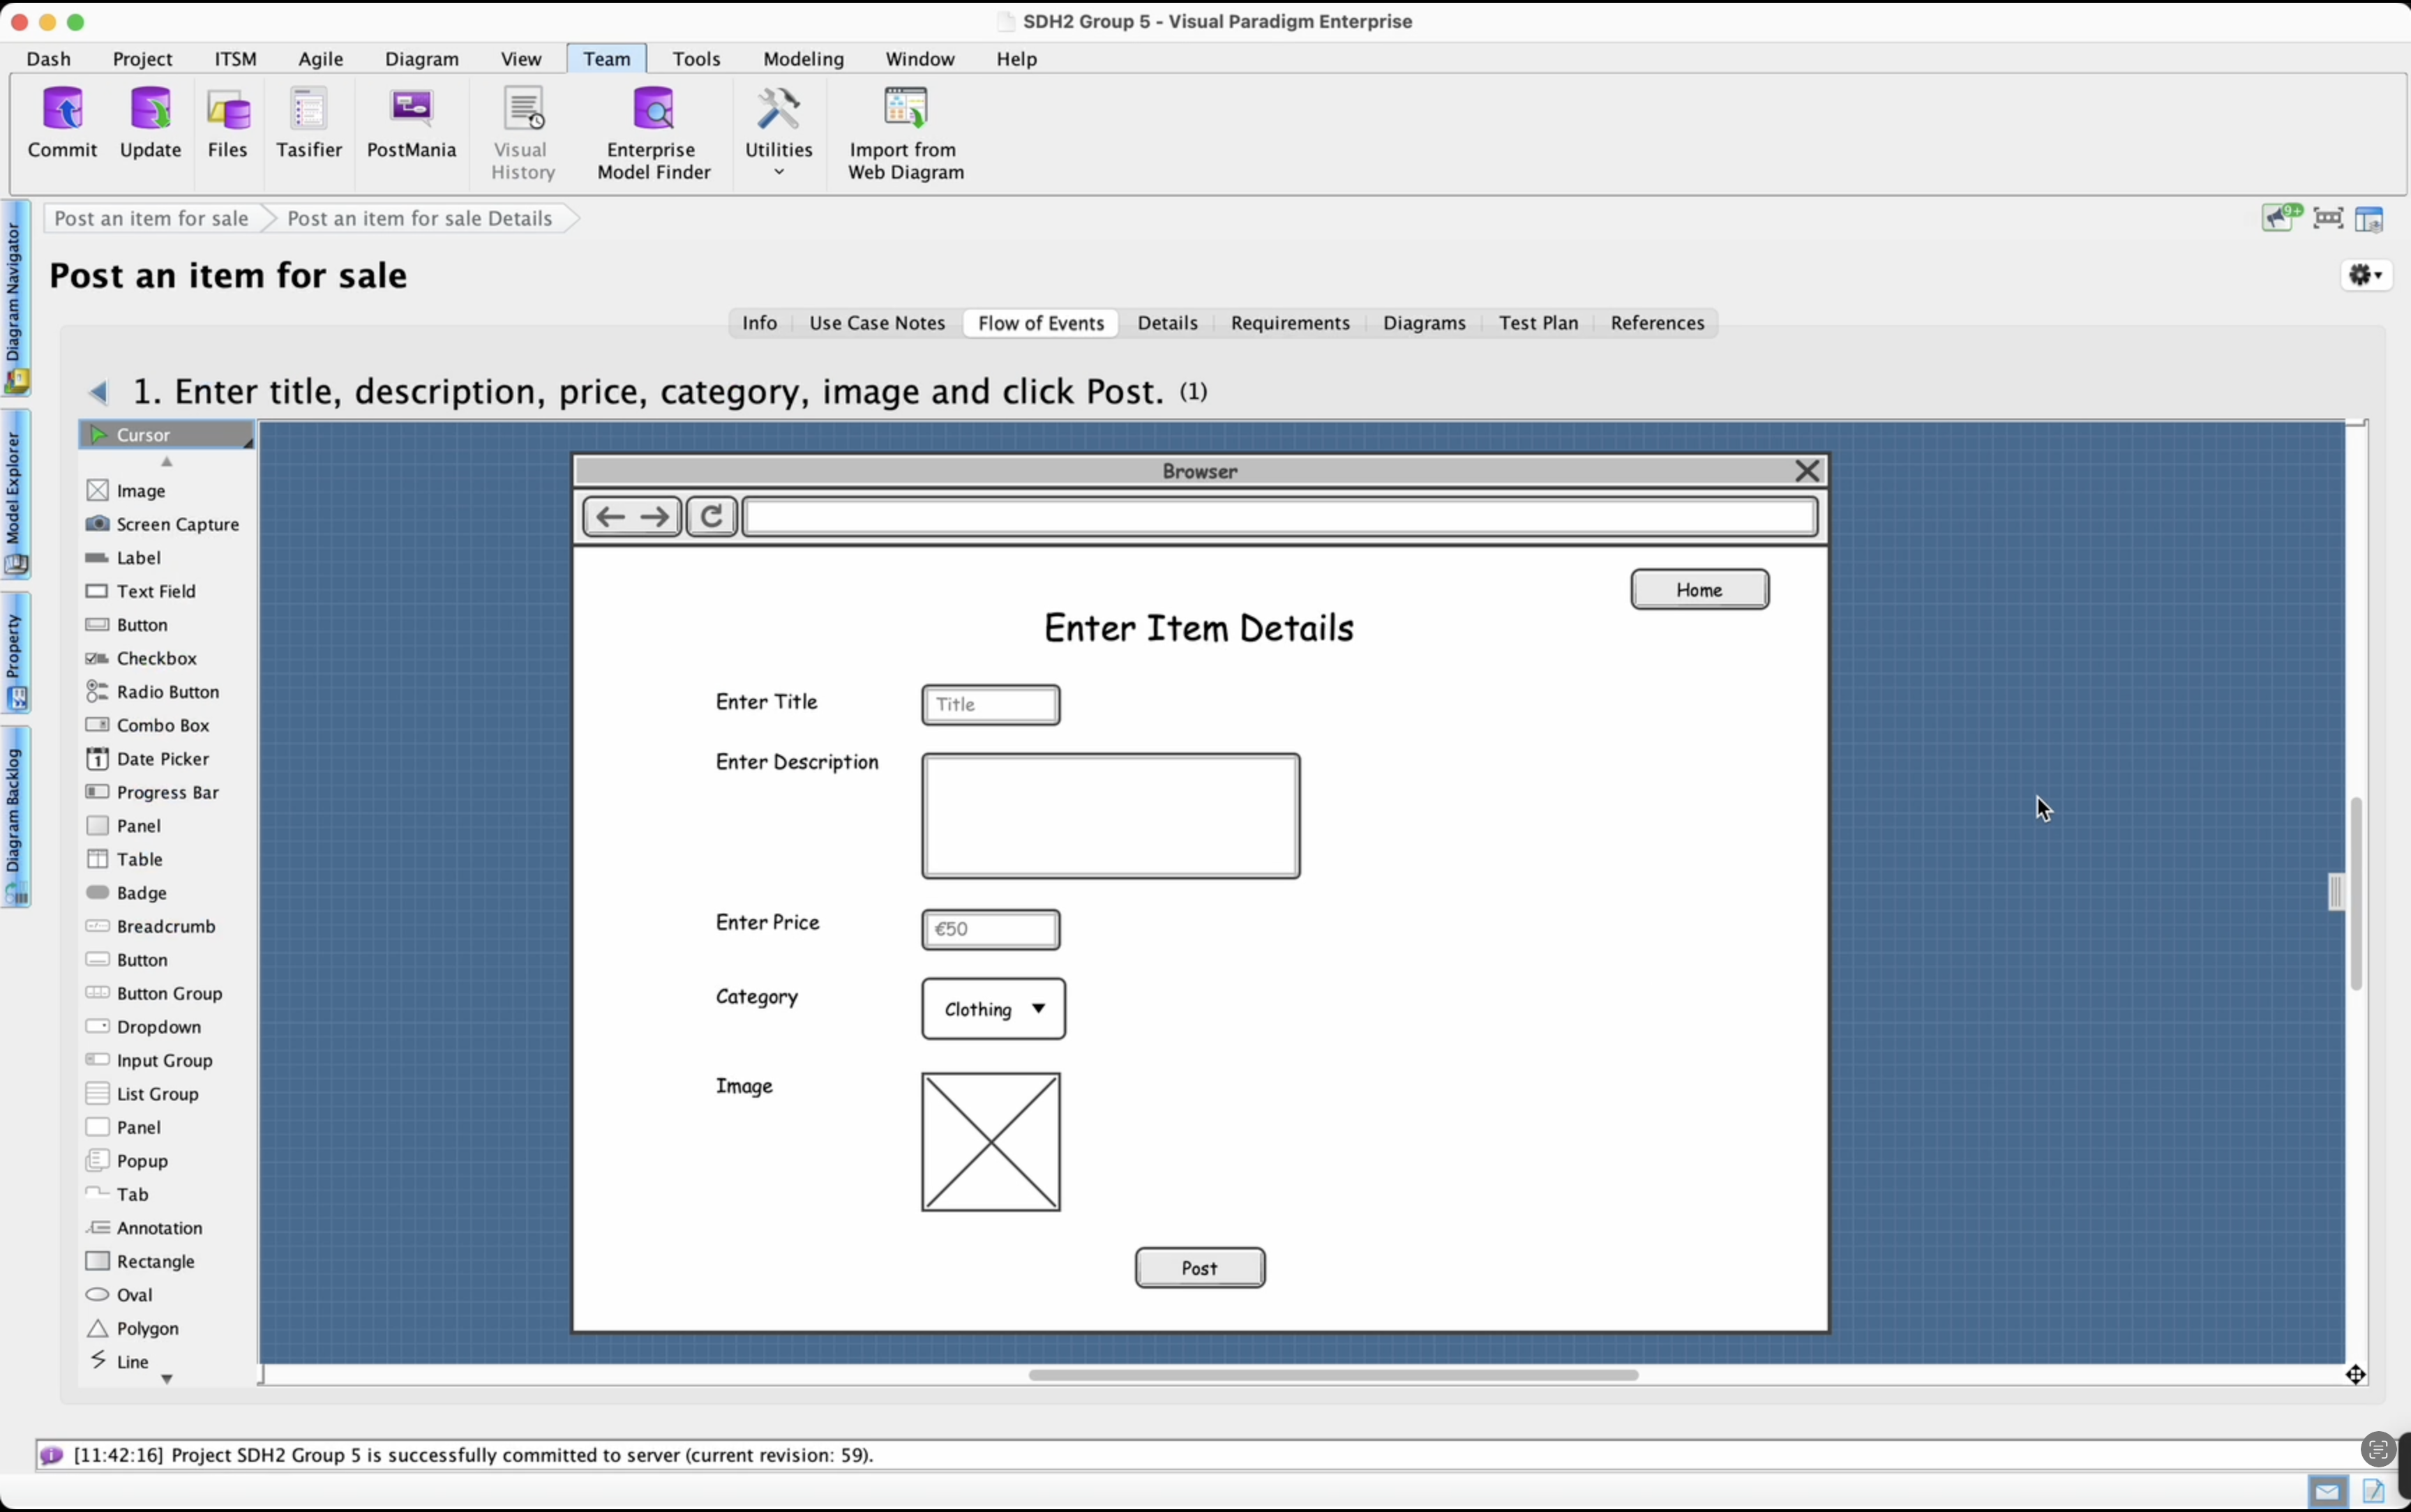 SDH2 Group 5 - Visual Paradigm Enterprise
Dash Project ITSM Agile Diagram View Team Tools Modeling Window Help
Commit Update Files Tasifier PostMania Visual History Enterprise Model Finder Utilities Import from Web Diagram
Post an item for sale Post an item for sale Details
9+
Post an item for sale
Info Use Case Notes Flow of Events Details Requirements Diagrams Test Plan References
Diagram Navigator
Model Explorer
Property
Diagram Backlog
1. Enter title, description, price, category, image and click Post. (1)
Cursor
Image
Screen Capture
Label
Text Field
Button
Checkbox
Radio Button
Combo Box
Date Picker
Progress Bar
Panel
Table
Badge
Breadcrumb
Button
Button Group
Dropdown
Input Group
List Group
Panel
Popup
Tab
Annotation
Rectangle
Oval
Polygon
Line
Browser
Home
Enter Item Details
Enter Title Title
Enter Description
Enter Price €50
Category Clothing
Image
Post
[11:42:16] Project SDH2 Group 5 is successfully committed to server (current revision: 59).